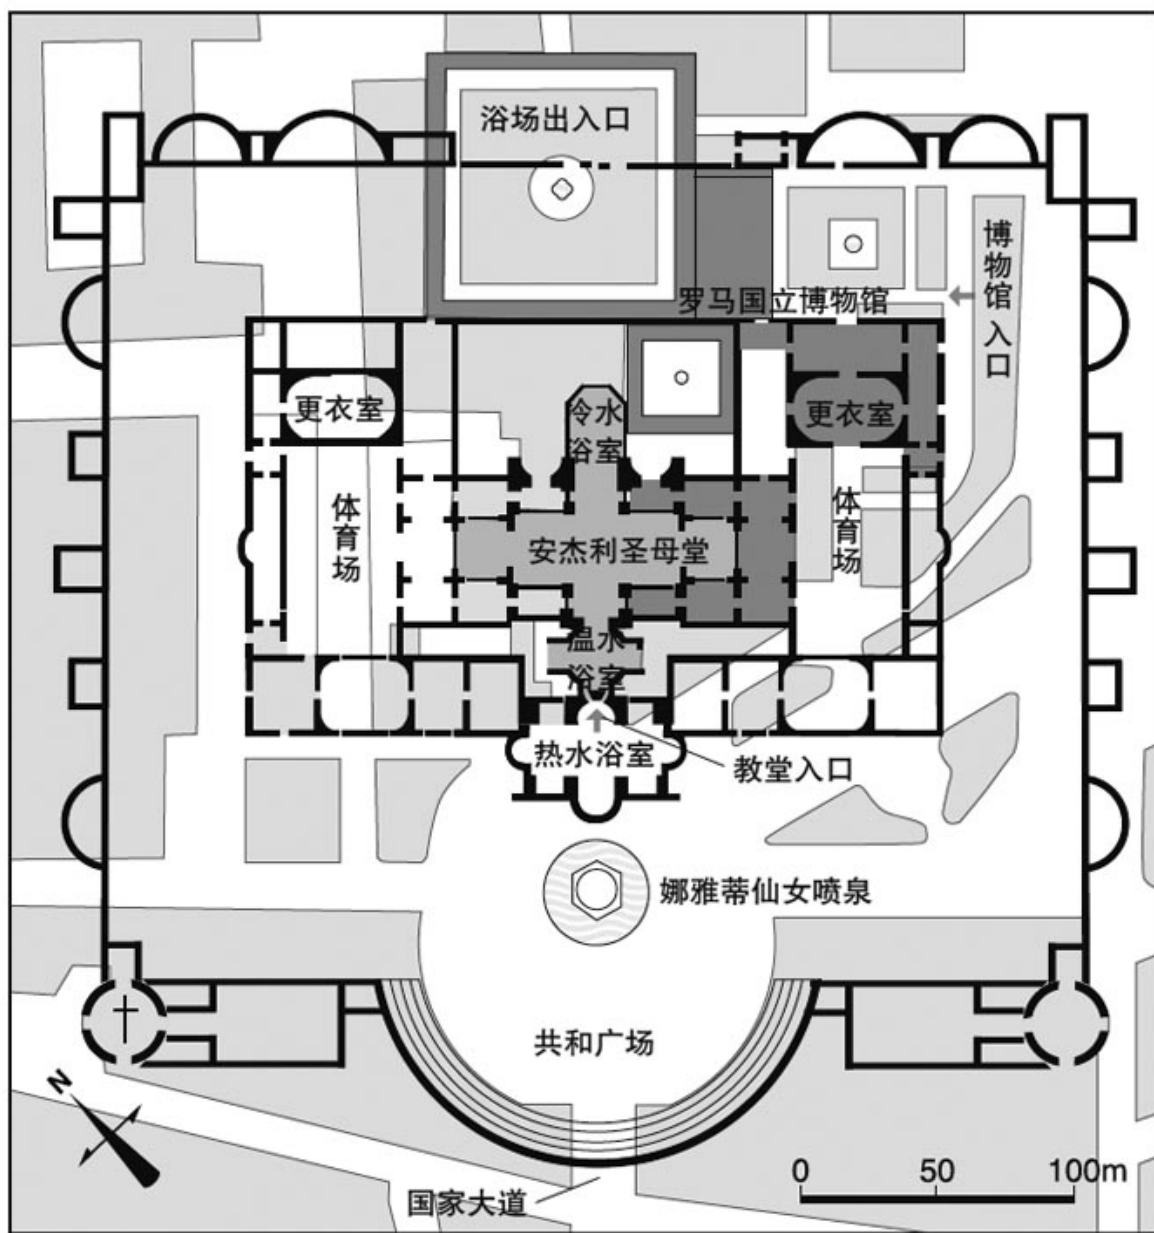 浴场出入口
博物馆入口
罗马国立博物馆
更衣室
冷水
浴室
更衣室
体育场
体育场
安杰利圣母堂
温水
浴室
热水浴室
教堂入口
娜雅蒂仙女喷泉
共和广场
N
0 50 100m
国家大道